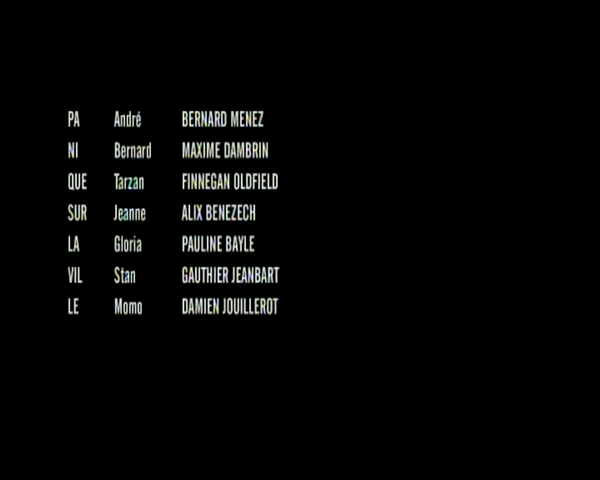 PA André BERNARD MENEZ
NI Bernard MAXIME DAMBRIN
QUE Tarzan FINNEGAN OLDFIELD
SUR Jeanne ALIX BENEZECH
LA Gloria PAULINE BAYLE
VIL Stan GAUTHIER JEANBART
LE Momo DAMIEN JOUILLEROT